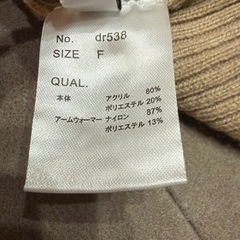 No. dr538
SIZE F
QUAL.
本体 アクリル 80%
ポリエステル 20%
アームウォーマー ナイロン 87%
ポリエステル 13%